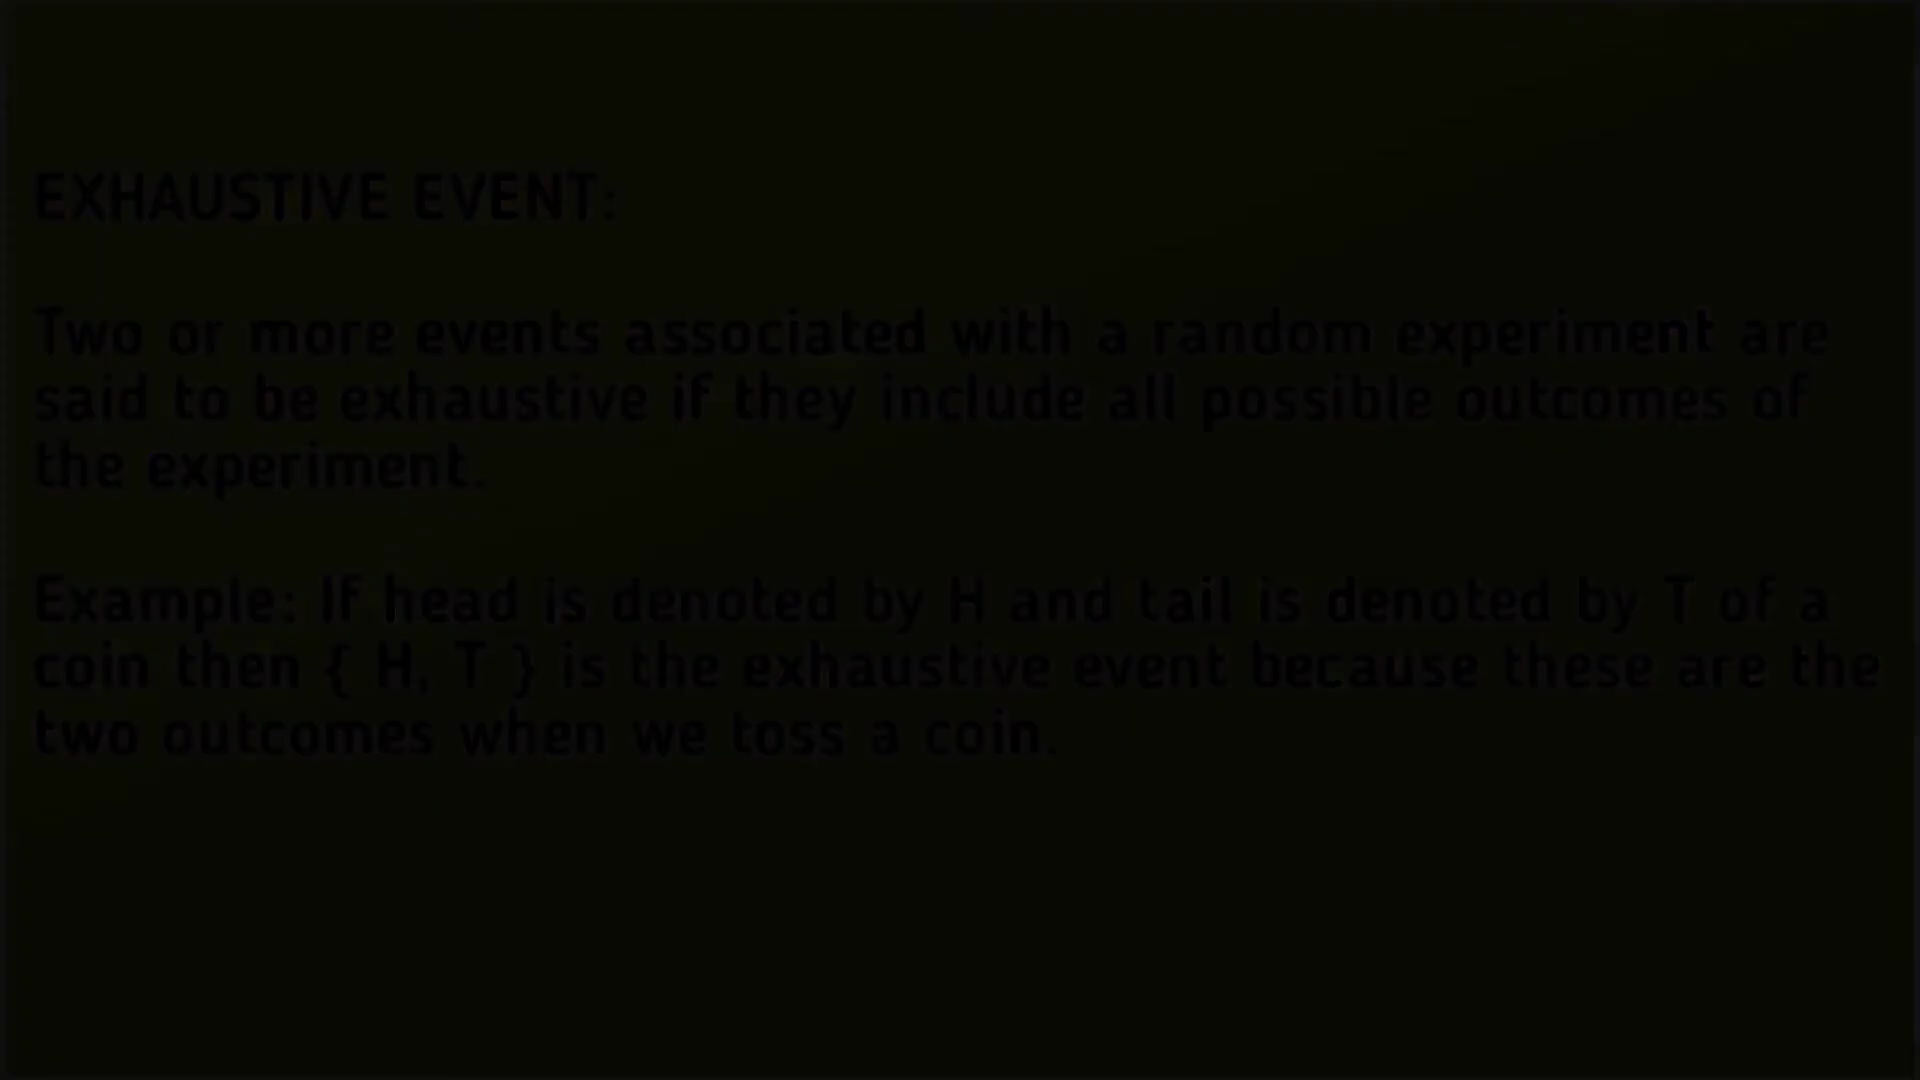 EXHAUSTIVE EVENT:
Two or more events associated with a random experiment are
said to be exhaustive if they include all possible outcomes of
the experiment.
Example: If head is denoted by H and tail is denoted by T of a
coin then { H, T } is the exhaustive event because these are the
two outcomes when we toss a coin.